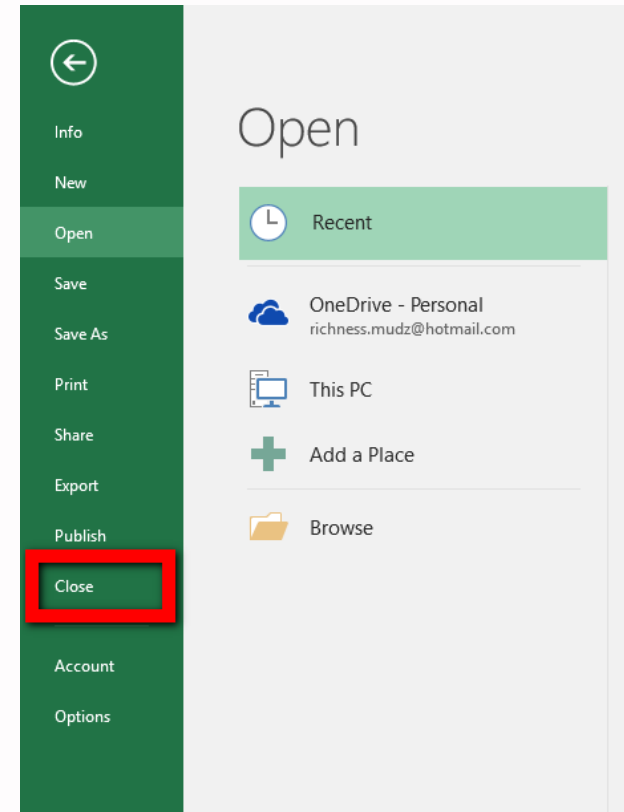 Info
New
Open
Save
Save As
Print
Share
Export
Publish
Close
Account
Options
Open
Recent
OneDrive - Personal
richness.mudz@hotmail.com
This PC
Add a Place
Browse